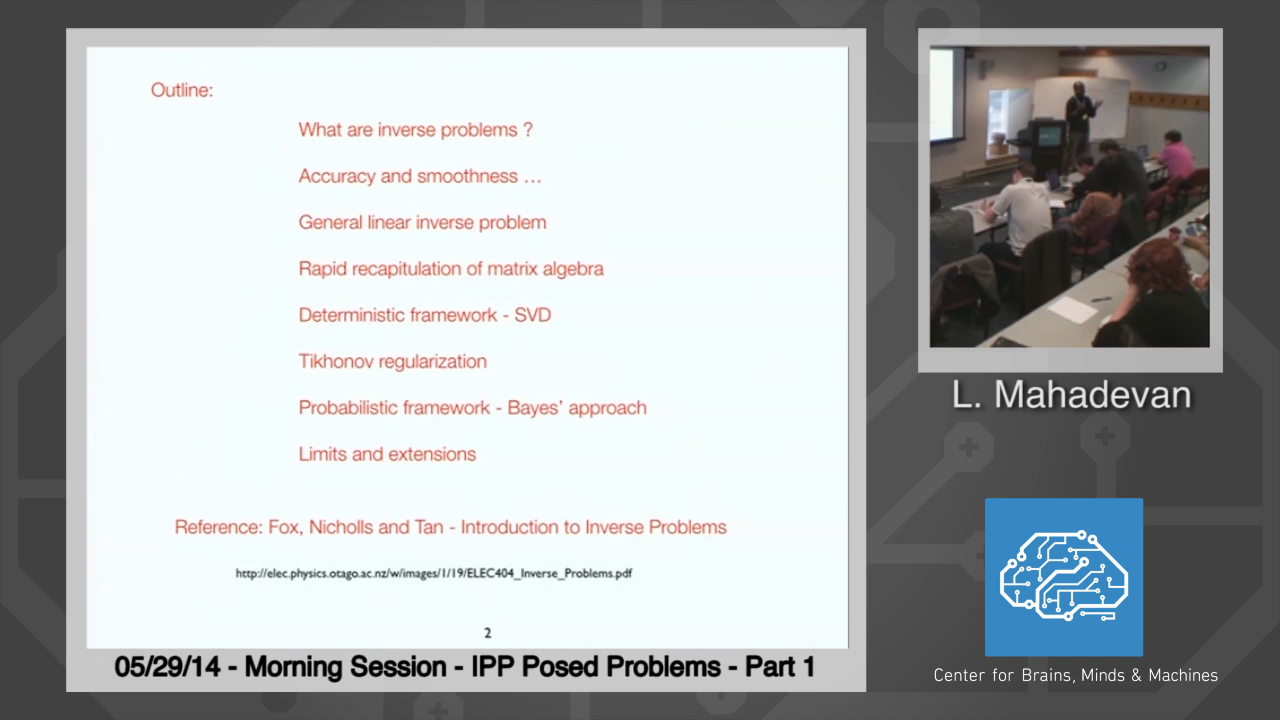 Outline:
What are inverse problems ?
Accuracy and smoothness …
General linear inverse problem
Rapid recapitulation of matrix algebra
Deterministic framework - SVD
Tikhonov regularization
Probabilistic framework - Bayes’ approach
Limits and extensions
Reference: Fox, Nicholls and Tan - Introduction to Inverse Problems
http://elec.physics.otago.ac.nz/w/images/1/19/ELEC404_Inverse_Problems.pdf
2
05/29/14 - Morning Session - IPP Posed Problems - Part 1
L. Mahadevan
Center for Brains, Minds & Machines